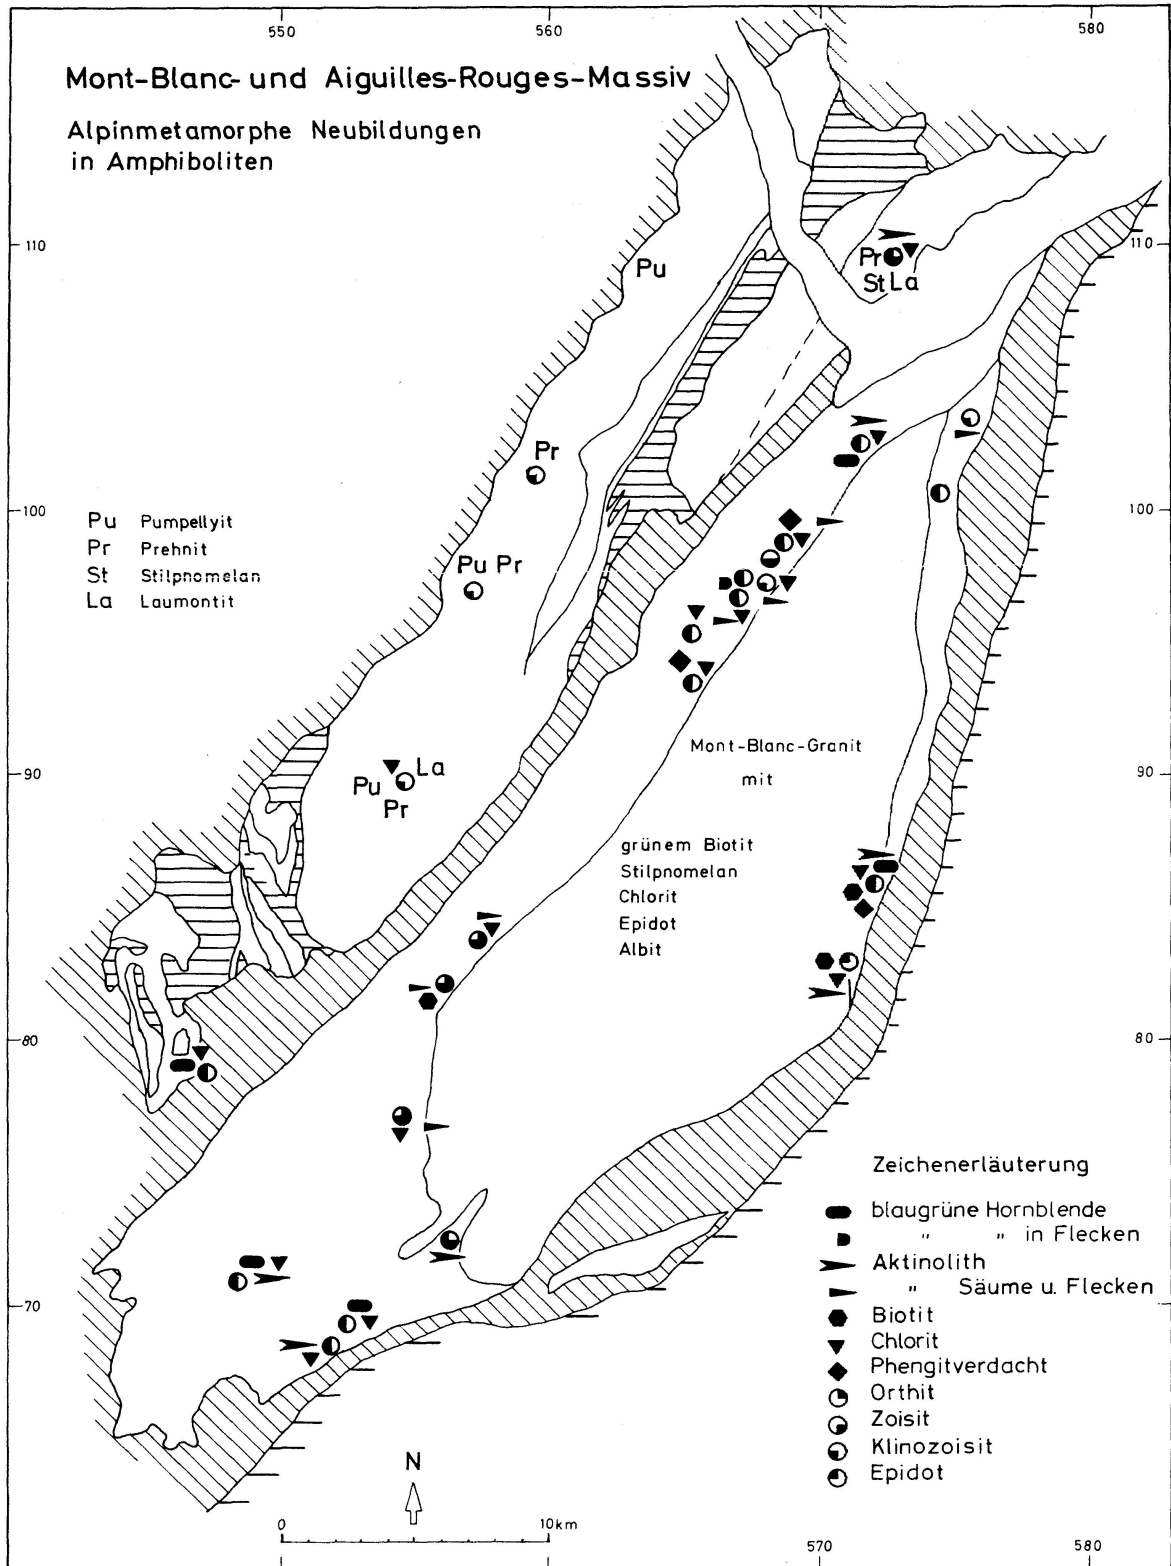 550 560 580
Mont-Blanc- und Aiguilles-Rouges-Massiv
Alpinmetamorphe Neubildungen
in Amphiboliten
110
110
Pu
Pr
St La
Pr
100
100
Pu Pumpellyit
Pr Prehnit
St Stilpnomelan
La Laumontit
Pu Pr
Mont-Blanc-Granit
mit
90
90
La
Pu
Pr
grünem Biotit
Stilpnomelan
Chlorit
Epidot
Albit
80
80
Zeichenerläuterung
blaugrüne Hornblende
" " in Flecken
Aktinolith
" Säume u. Flecken
70
Biotit
Chlorit
Phengitverdacht
Orthit
Zoisit
Klinozoisit
Epidot
N
0 10km
570 580